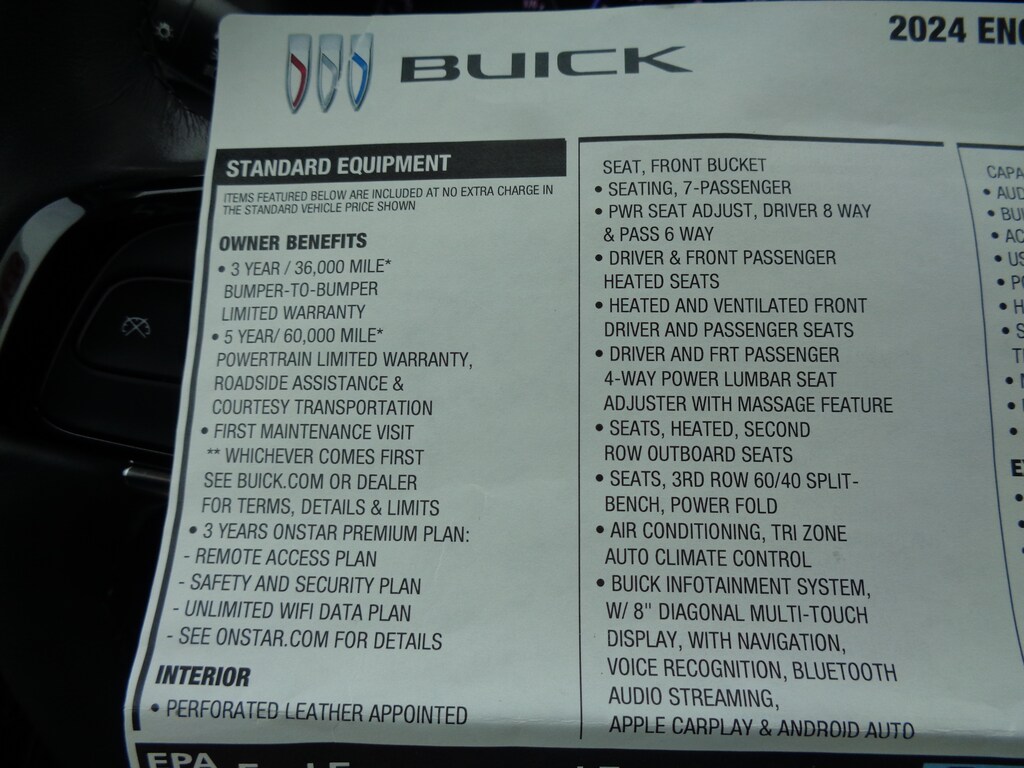 BUICK
2024
STANDARD EQUIPMENT
ITEMS FEATURED BELOW ARE INCLUDED AT NO EXTRA CHARGE IN
THE STANDARD VEHICLE PRICE SHOWN
OWNER BENEFITS
• 3 YEAR / 36,000 MILE*
BUMPER-TO-BUMPER
LIMITED WARRANTY
• 5 YEAR/ 60,000 MILE*
POWERTRAIN LIMITED WARRANTY,
ROADSIDE ASSISTANCE &
COURTESY TRANSPORTATION
• FIRST MAINTENANCE VISIT
** WHICHEVER COMES FIRST
SEE BUICK.COM OR DEALER
FOR TERMS, DETAILS & LIMITS
• 3 YEARS ONSTAR PREMIUM PLAN:
- REMOTE ACCESS PLAN
- SAFETY AND SECURITY PLAN
- UNLIMITED WIFI DATA PLAN
- SEE ONSTAR.COM FOR DETAILS
INTERIOR
• PERFORATED LEATHER APPOINTED
SEAT, FRONT BUCKET
• SEATING, 7-PASSENGER
• PWR SEAT ADJUST, DRIVER 8 WAY
& PASS 6 WAY
• DRIVER & FRONT PASSENGER
HEATED SEATS
• HEATED AND VENTILATED FRONT
DRIVER AND PASSENGER SEATS
• DRIVER AND FRT PASSENGER
4-WAY POWER LUMBAR SEAT
ADJUSTER WITH MASSAGE FEATURE
• SEATS, HEATED, SECOND
ROW OUTBOARD SEATS
• SEATS, 3RD ROW 60/40 SPLIT-
BENCH, POWER FOLD
• AIR CONDITIONING, TRI ZONE
AUTO CLIMATE CONTROL
• BUICK INFOTAINMENT SYSTEM,
W/ 8" DIAGONAL MULTI-TOUCH
DISPLAY, WITH NAVIGATION,
VOICE RECOGNITION, BLUETOOTH
AUDIO STREAMING,
APPLE CARPLAY & ANDROID AUTO
EPA